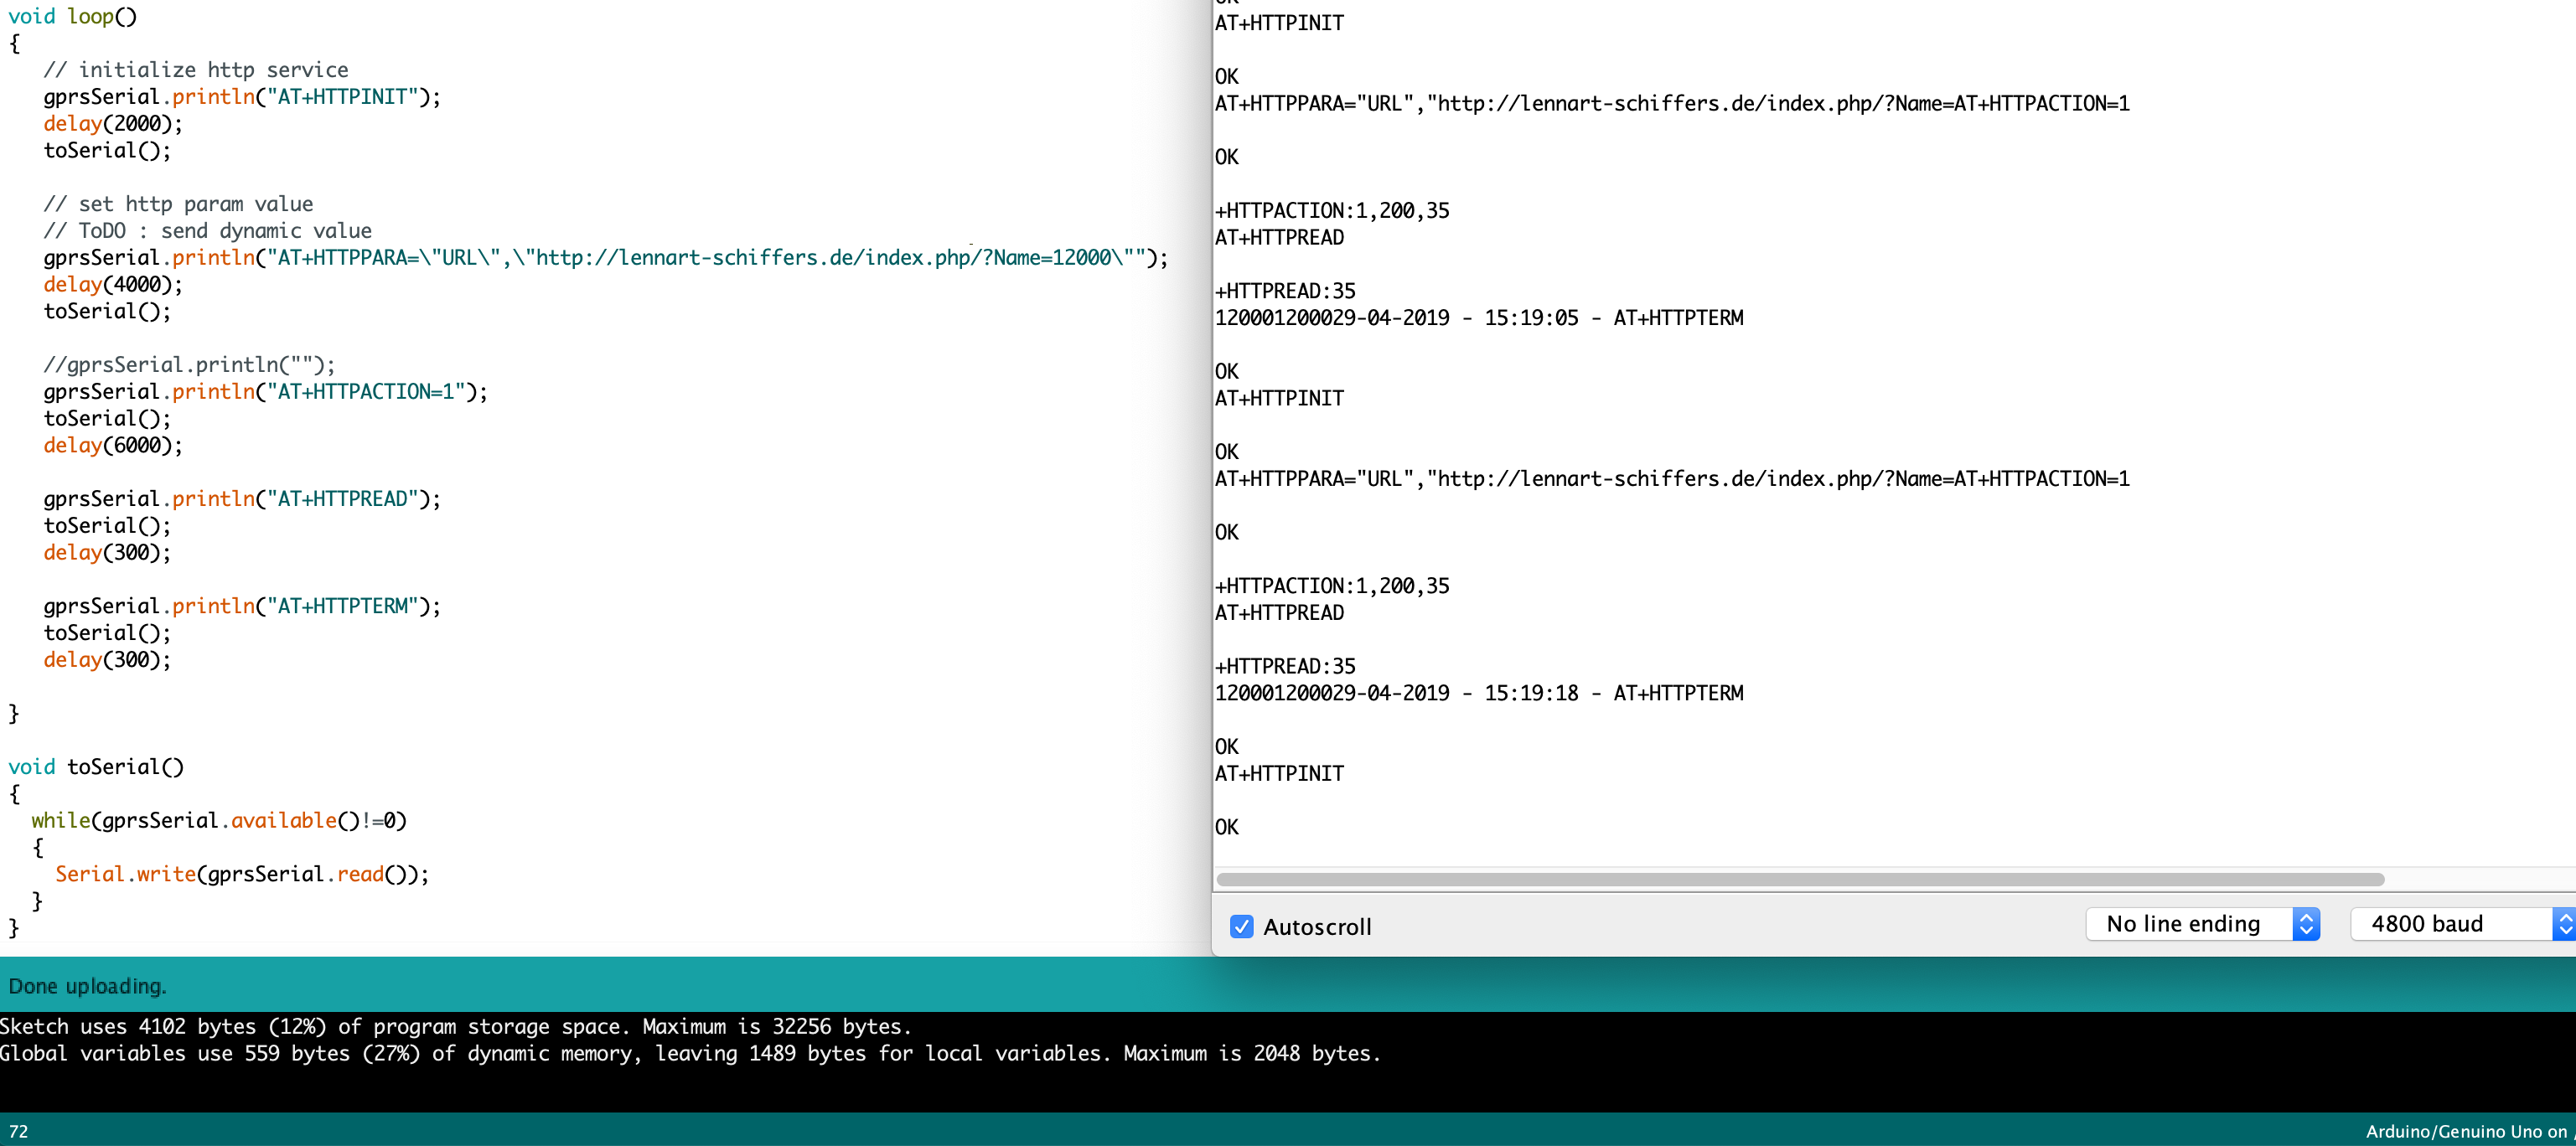 void loop()
{
// initialize http service
gprsSerial.println("AT+HTTPINIT");
delay(2000);
toSerial();
// set http param value
// ToDO : send dynamic value
gprsSerial.println("AT+HTTPPARA=\"URL\",\"http://lennart-schiffers.de/index.php/?Name=12000\"");
delay(4000);
toSerial();
//gprsSerial.println("");
gprsSerial.println("AT+HTTPACTION=1");
toSerial();
delay(6000);
gprsSerial.println("AT+HTTPREAD");
toSerial();
delay(300);
gprsSerial.println("AT+HTTPTERM");
toSerial();
delay(300);
}
void toSerial()
{
while(gprsSerial.available()!=0)
{
Serial.write(gprsSerial.read());
}
}
OK
AT+HTTPINIT
OK
AT+HTTPPARA="URL","http://lennart-schiffers.de/index.php/?Name=AT+HTTPACTION=1
OK
+HTTPACTION:1,200,35
AT+HTTPREAD
+HTTPREAD:35
120001200029-04-2019 - 15:19:05 - AT+HTTPTERM
OK
AT+HTTPINIT
OK
AT+HTTPPARA="URL","http://lennart-schiffers.de/index.php/?Name=AT+HTTPACTION=1
OK
+HTTPACTION:1,200,35
AT+HTTPREAD
+HTTPREAD:35
120001200029-04-2019 - 15:19:18 - AT+HTTPTERM
OK
AT+HTTPINIT
OK
Autoscroll
No line ending
4800 baud
Done uploading.
Sketch uses 4102 bytes (12%) of program storage space. Maximum is 32256 bytes.
Global variables use 559 bytes (27%) of dynamic memory, leaving 1489 bytes for local variables. Maximum is 2048 bytes.
72
Arduino/Genuino Uno on